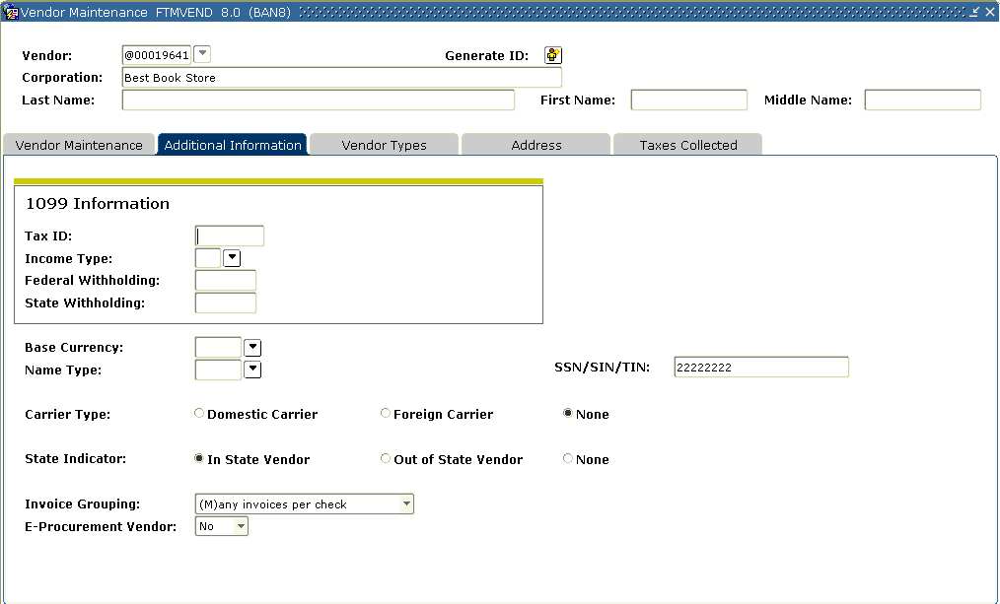 Vendor Maintenance FTMVEND 8.0 (BAN8)
Vendor: @00019641 Generate ID:
Corporation: Best Book Store
Last Name: First Name: Middle Name:
Vendor Maintenance Additional Information Vendor Types Address Taxes Collected
1099 Information
Tax ID:
Income Type:
Federal Withholding:
State Withholding:
Base Currency:
Name Type: SSN/SIN/TIN: 22222222
Carrier Type: Domestic Carrier Foreign Carrier None
State Indicator: In State Vendor Out of State Vendor None
Invoice Grouping: (M)any invoices per check
E-Procurement Vendor: No